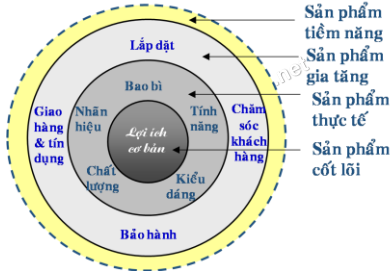 Sản phẩm
tiềm năng
Lắp dặt
Sản phẩm
gia tăng
.net
Bao bì
Sản phẩm
thực tế
Giao
hàng
& tín
dụng
Nhãn
hiệu
Tính
năng
Chăm
sóc
khách
hàng
Lợi ích
cơ bản
Sản phẩm
cốt lõi
Chất
lượng
Kiểu
dáng
Bảo hành